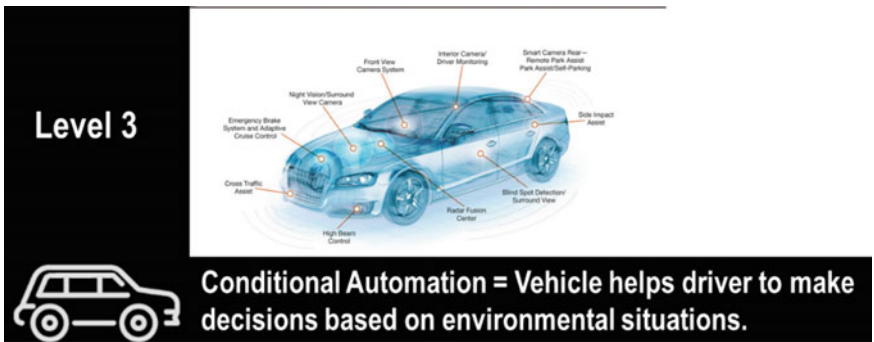 Level 3
Front View
Camera System
Interior Camera/
Driver Monitoring
Smart Camera Rear—
Remote Park Assist
Park Assist/Self-Parking
Night Vision/Surround
View Camera
Side Impact
Assist
Emergency Brake
System and Adaptive
Cruise Control
Cross Traffic
Assist
Blind Spot Detection/
Surround View
Radar Fusion
Center
High Beam
Control
Conditional Automation = Vehicle helps driver to make
decisions based on environmental situations.